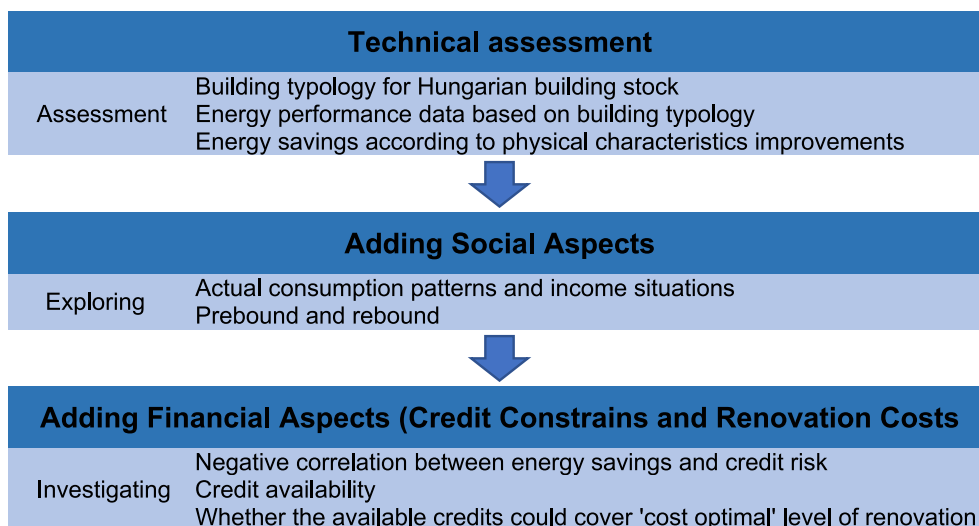 Technical assessment
Assessment
Building typology for Hungarian building stock
Energy performance data based on building typology
Energy savings according to physical characteristics improvements
Adding Social Aspects
Exploring
Actual consumption patterns and income situations
Prebound and rebound
Adding Financial Aspects (Credit Constrains and Renovation Costs
Investigating
Negative correlation between energy savings and credit risk
Credit availability
Whether the available credits could cover 'cost optimal' level of renovation